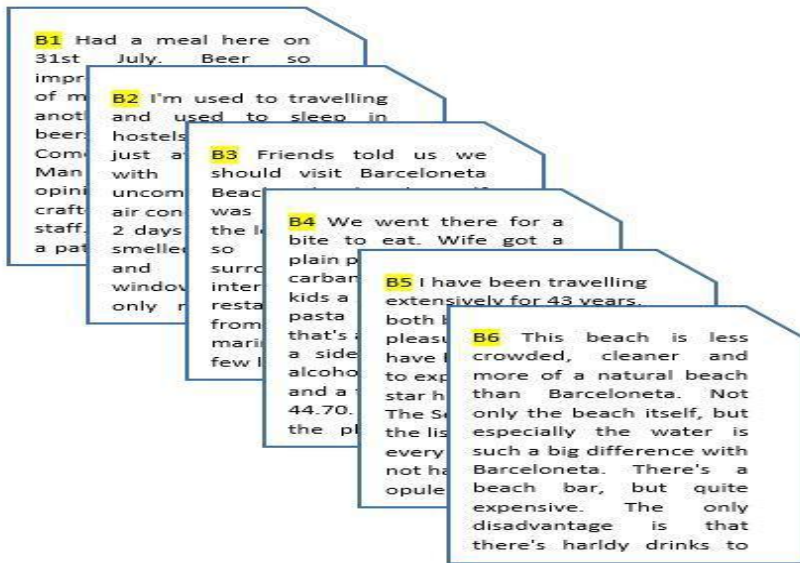 B1 Had a meal here on
31st July. Beer so
impr
of m
anot
beer
Com
Man
opini
craft
staff.
a pat
B2 I'm used to travelling
and used to sleep in
hostels
just a
with
uncom
air con
2 days
smelle
and
windo
only
B3 Friends told us we
should visit Barceloneta
Beac
was
the
so
surr
inter
resta
from
mari
few
B4 We went there for a
bite to eat. Wife got a
plain p
carban
kids a
pasta
that's
a side
alcoho
and a
44.70.
the pl
B5 I have been travelling
extensively for 43 years,
both
pleasu
have
to exp
star h
The S
the lis
every
not ha
opule
B6 This beach is less
crowded, cleaner and
more of a natural beach
than Barceloneta. Not
only the beach itself, but
especially the water is
such a big difference with
Barceloneta. There's a
beach bar, but quite
expensive. The only
disadvantage is that
there's harldy drinks to